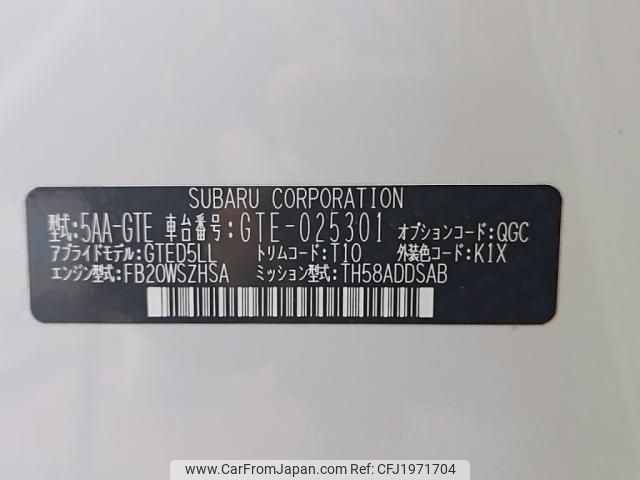 SUBARU CORPORATION
型式:5AA-GTE 車台番号:GTE-025301 オプションコード:QGC
アプライドモデル:GTED5LL トリムコード:T10 外装色コード:K1X
エンジン型式:FB20WSZHSA ミッション型式:TH58ADDSAB
www.CarFromJapan.com - ID:CFJ1971704